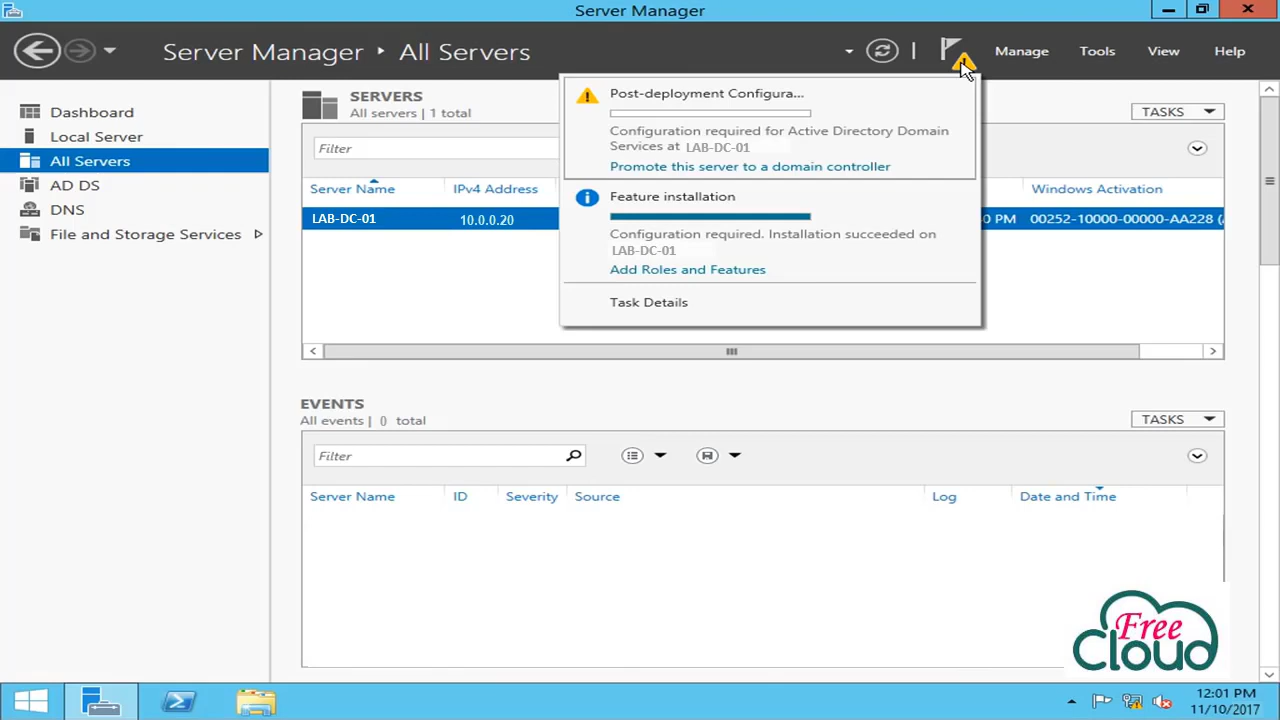 Server Manager
Server Manager ‣ All Servers
Manage Tools View Help
Dashboard
Local Server
All Servers
AD DS
DNS
File and Storage Services
SERVERS
All servers | 1 total
TASKS
Filter
Server Name IPv4 Address Windows Activation
LAB-DC-01 10.0.0.20 PM 00252-10000-00000-AA228
Post-deployment Configura...
Configuration required for Active Directory Domain
Services at LAB-DC-01
Promote this server to a domain controller
Feature installation
Configuration required. Installation succeeded on
LAB-DC-01
Add Roles and Features
Task Details
EVENTS
All events | 0 total
TASKS
Filter
Server Name ID Severity Source Log Date and Time
Free
Cloud
12:01 PM
11/10/2017